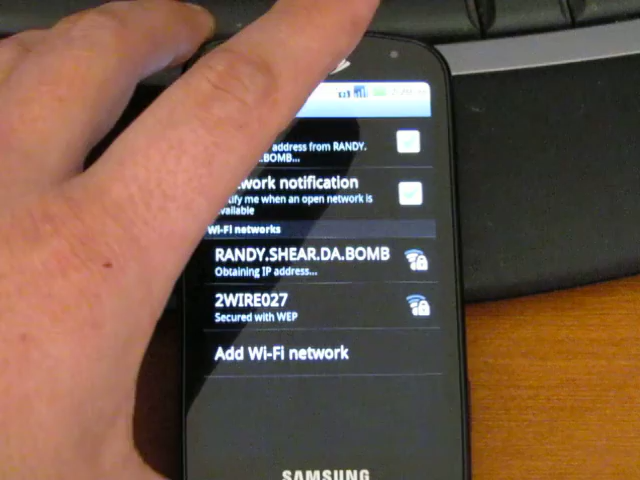 address from RANDY.
.BOMB...
work notification
tify me when an open network is
available
Wi-Fi networks
RANDY.SHEAR.DA.BOMB
Obtaining IP address...
2WIRE027
Secured with WEP
Add Wi-Fi network
SAMSUNG